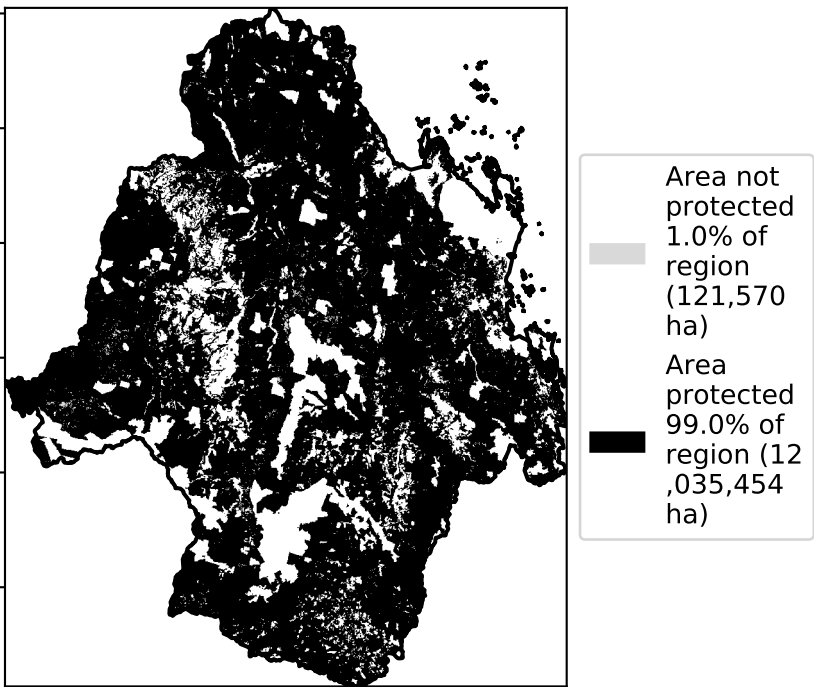 Area not
protected
1.0% of
region
(121,570
ha)
Area
protected
99.0% of
region (12
,035,454
ha)